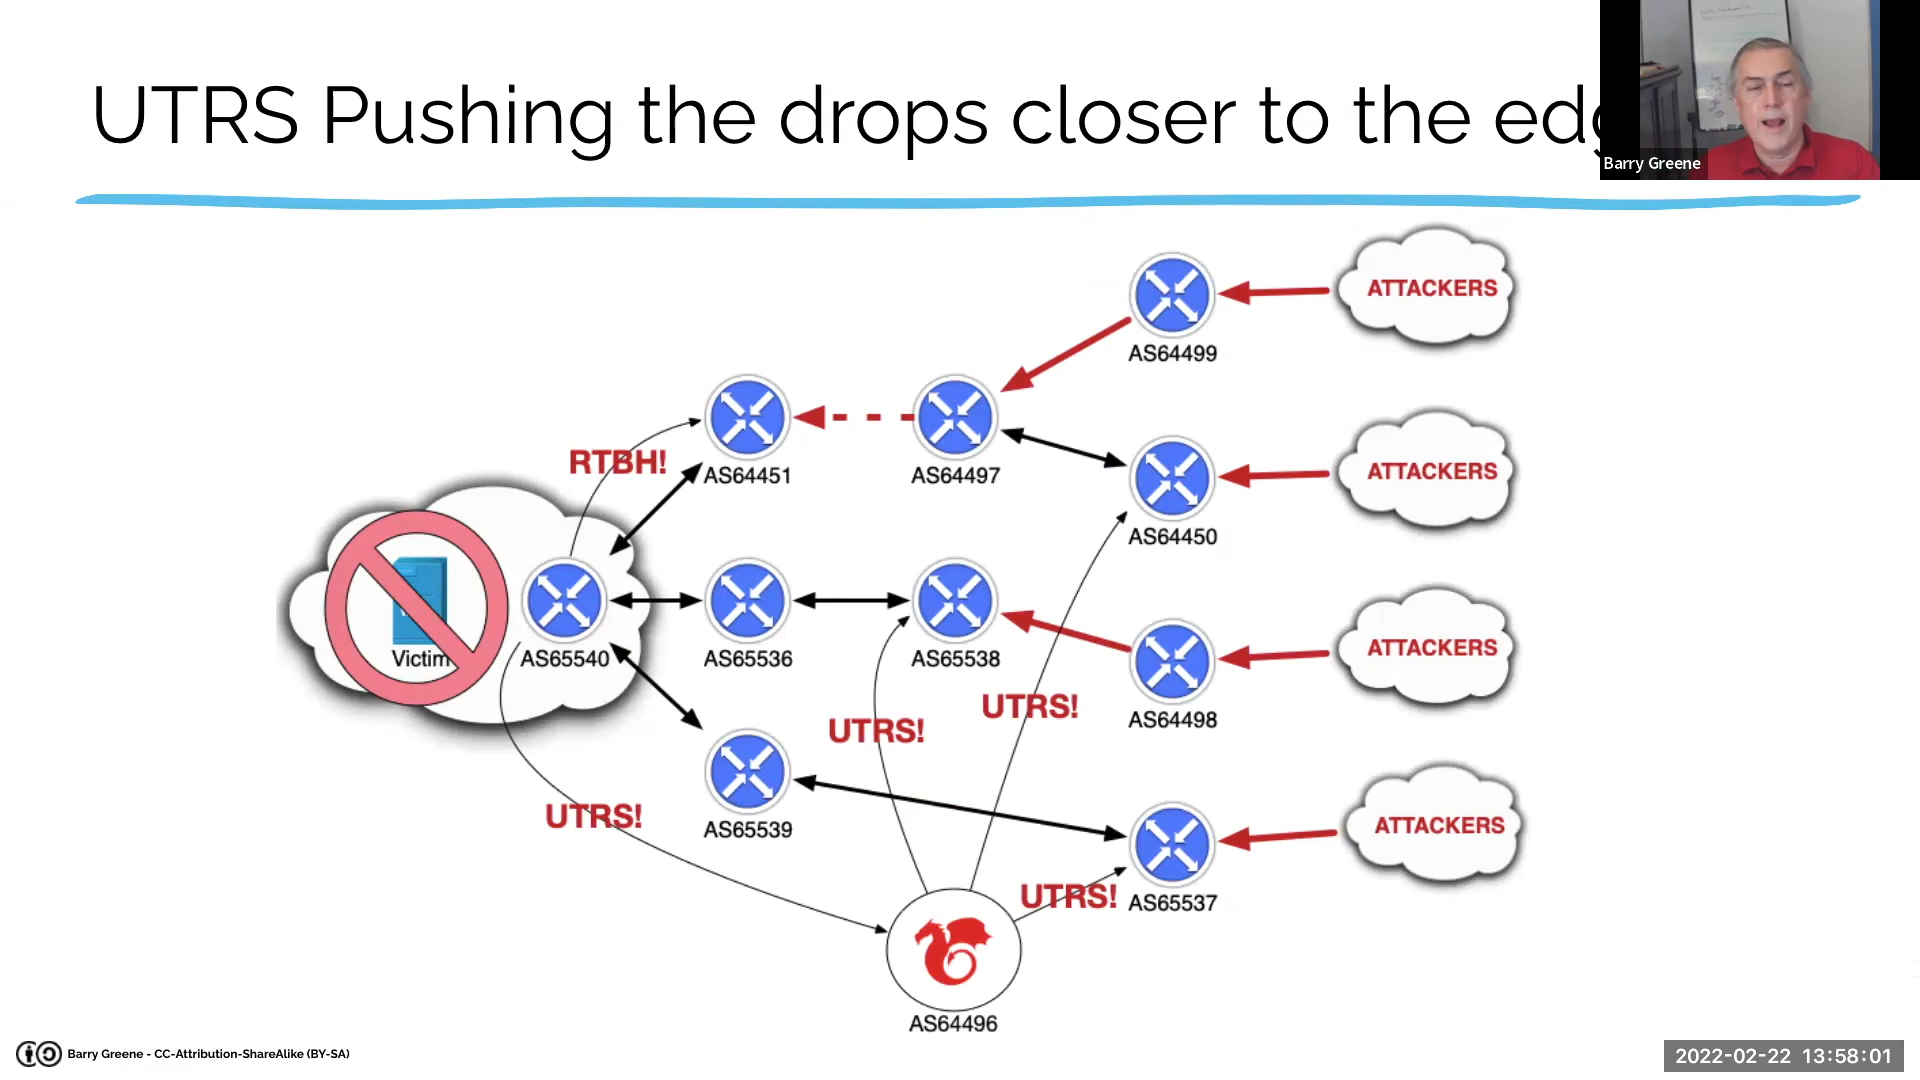 UTRS Pushing the drops closer to the edg
Barry Greene
ATTACKERS
AS64499
ATTACKERS
RTBH!
AS64451
AS64497
AS64450
Victim
AS65540
AS65536
AS65538
ATTACKERS
UTRS!
UTRS!
AS64498
UTRS!
AS65539
ATTACKERS
UTRS!
AS65537
AS64496
Barry Greene - CC-Attribution-ShareAlike (BY-SA)
2022-02-22 13:58:01